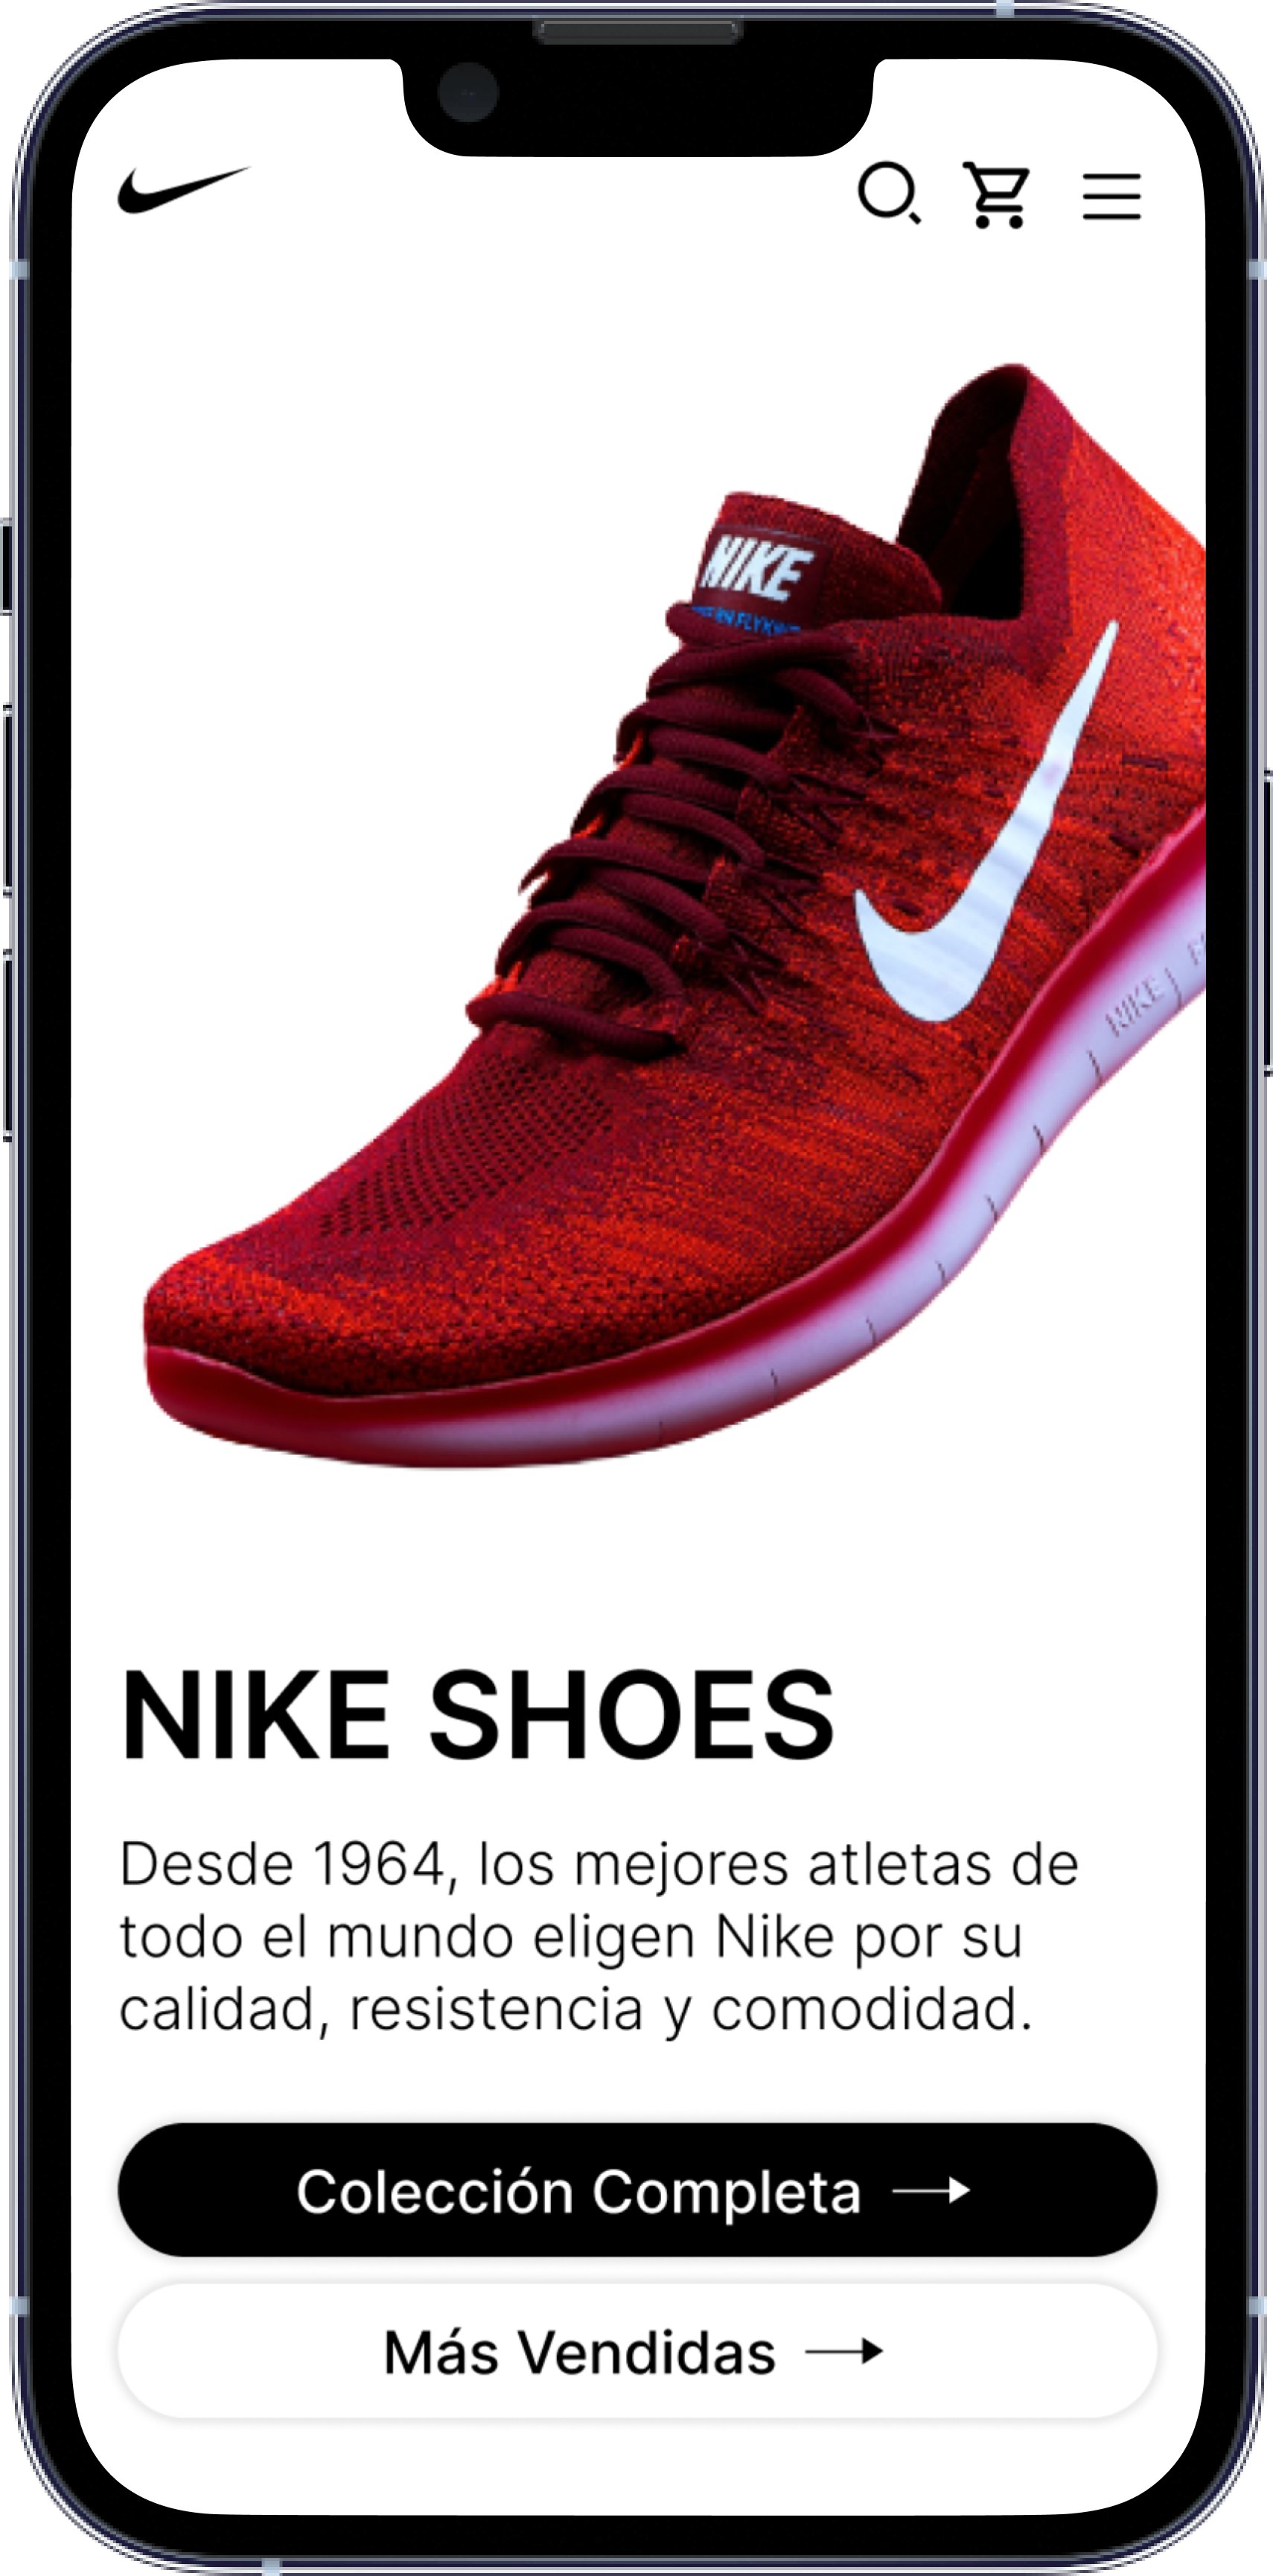 NIKE
NIKE
NIKE SHOES
Desde 1964, los mejores atletas de
todo el mundo eligen Nike por su
calidad, resistencia y comodidad.
Colección Completa
Más Vendidas